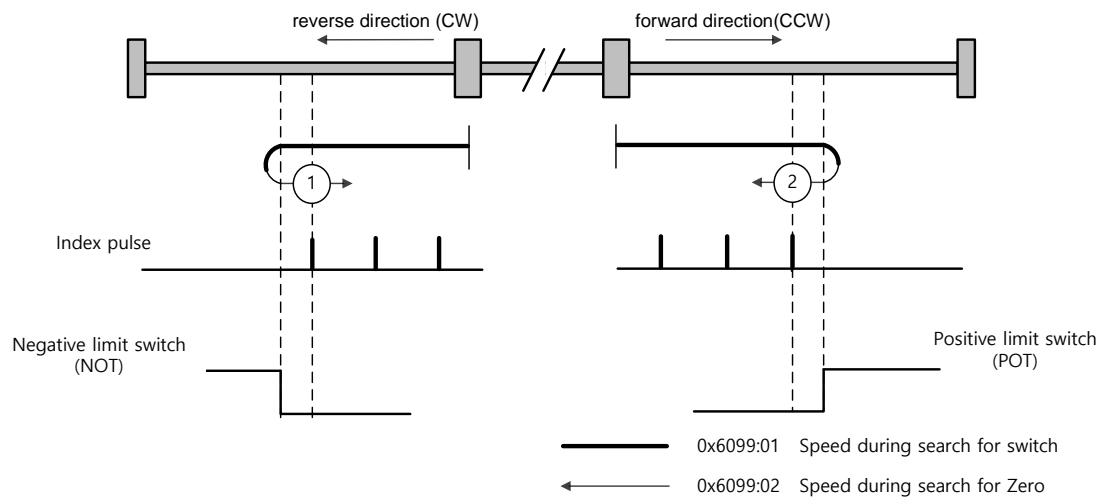 reverse direction (CW)
forward direction(CCW)
1
2
Index pulse
Negative limit switch
(NOT)
Positive limit switch
(POT)
0x6099:01 Speed during search for switch
0x6099:02 Speed during search for Zero